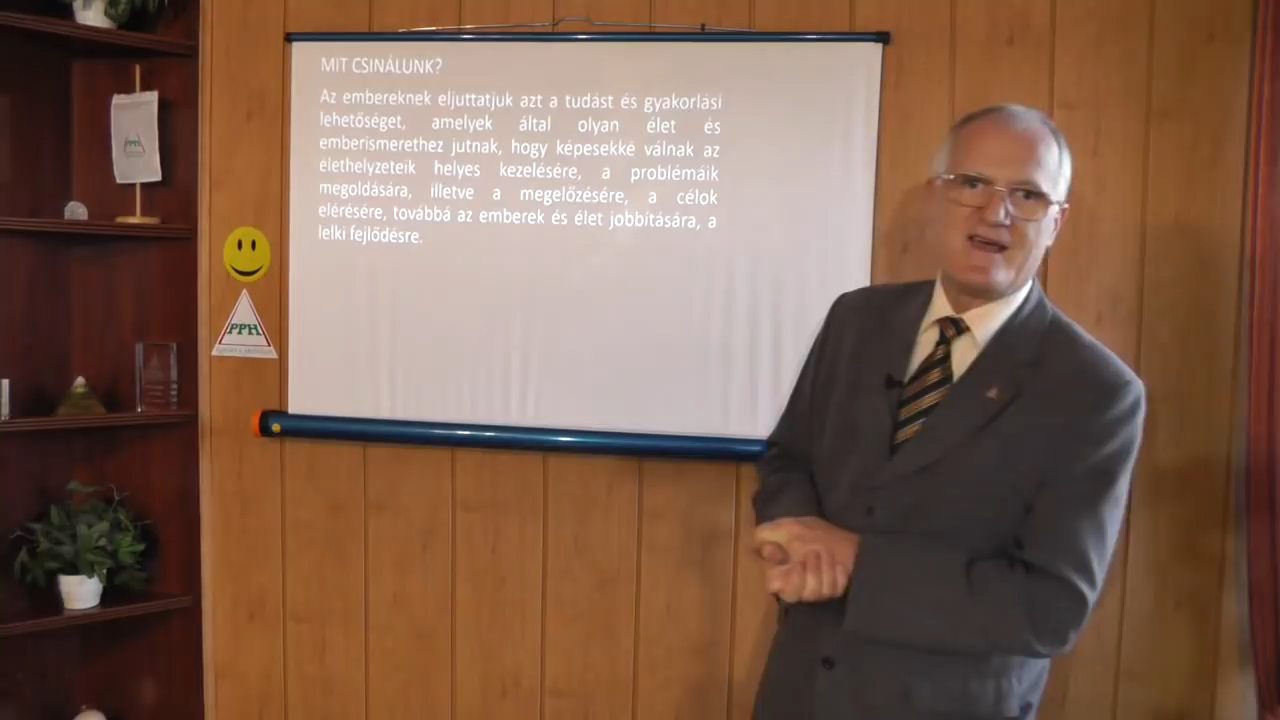 MIT CSINÁLUNK?
Az embereknek eljuttatjuk azt a tudást és gyakorlási
lehetőséget, amelyek által olyan élet és
emberismerethez jutnak, hogy képesekké válnak az
élethelyzeteik helyes kezelésére, a problémáik
megoldására, illetve a megelőzésére, a célok
elérésére, továbbá az emberek és élet jobbítására, a
lelki fejlődésre.
PPH
PPH